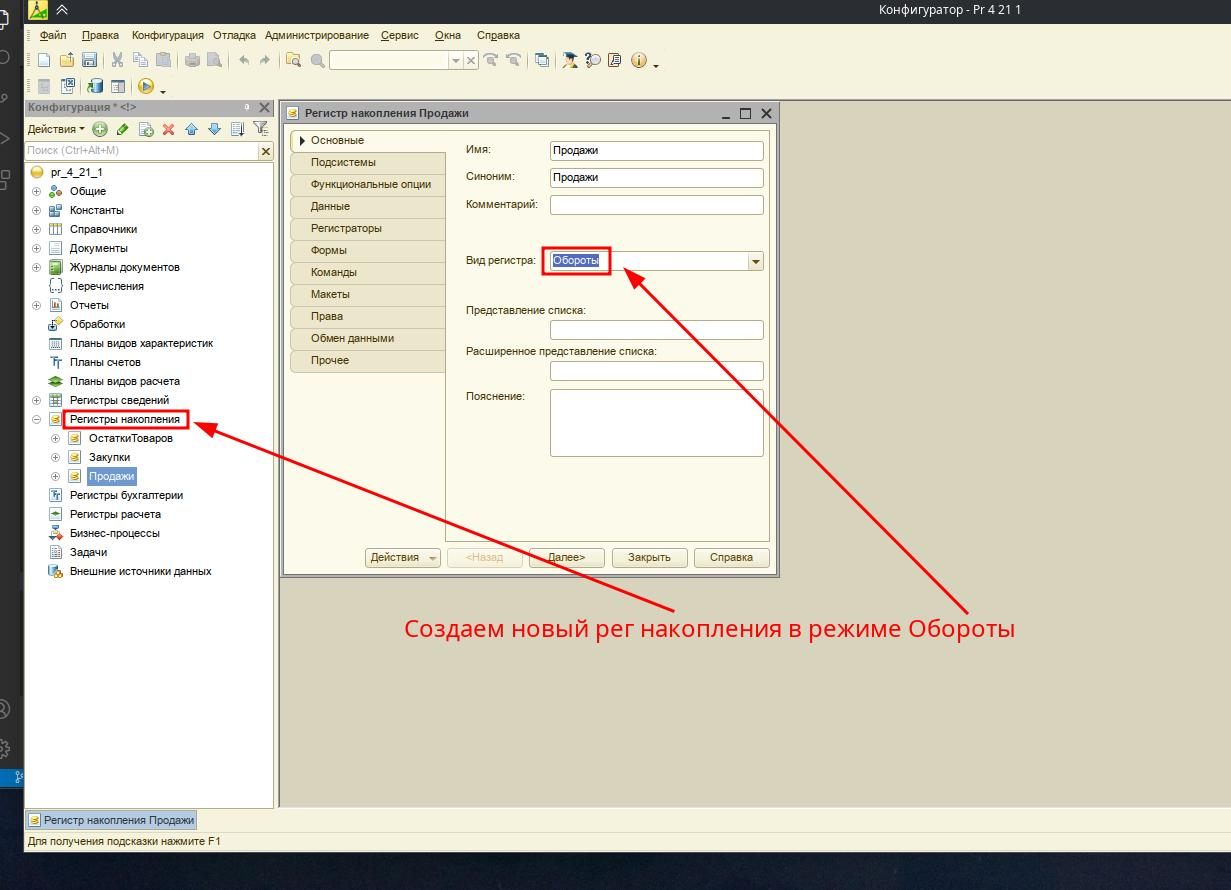 Конфигуратор - Pr 4 21 1
Файл Правка Конфигурация Отладка Администрирование Сервис Окна Справка
Конфигурация * <!>
Действия
Поиск (Ctrl+Alt+M)
pr_4_21_1
Общие
Константы
Справочники
Документы
Журналы документов
Перечисления
Отчеты
Обработки
Планы видов характеристик
Планы счетов
Планы видов расчета
Регистры сведений
Регистры накопления
ОстаткиТоваров
Закупки
Продажи
Регистры бухгалтерии
Регистры расчета
Бизнес-процессы
Задачи
Внешние источники данных
Регистр накопления Продажи
Основные
Подсистемы
Функциональные опции
Данные
Регистраторы
Формы
Команды
Макеты
Права
Обмен данными
Прочее
Имя: Продажи
Синоним: Продажи
Комментарий:
Вид регистра: Обороты
Представление списка:
Расширенное представление списка:
Пояснение:
Действия <Назад Далее> Закрыть Справка
Создаем новый рег накопления в режиме Обороты
Регистр накопления Продажи
Для получения подсказки нажмите F1